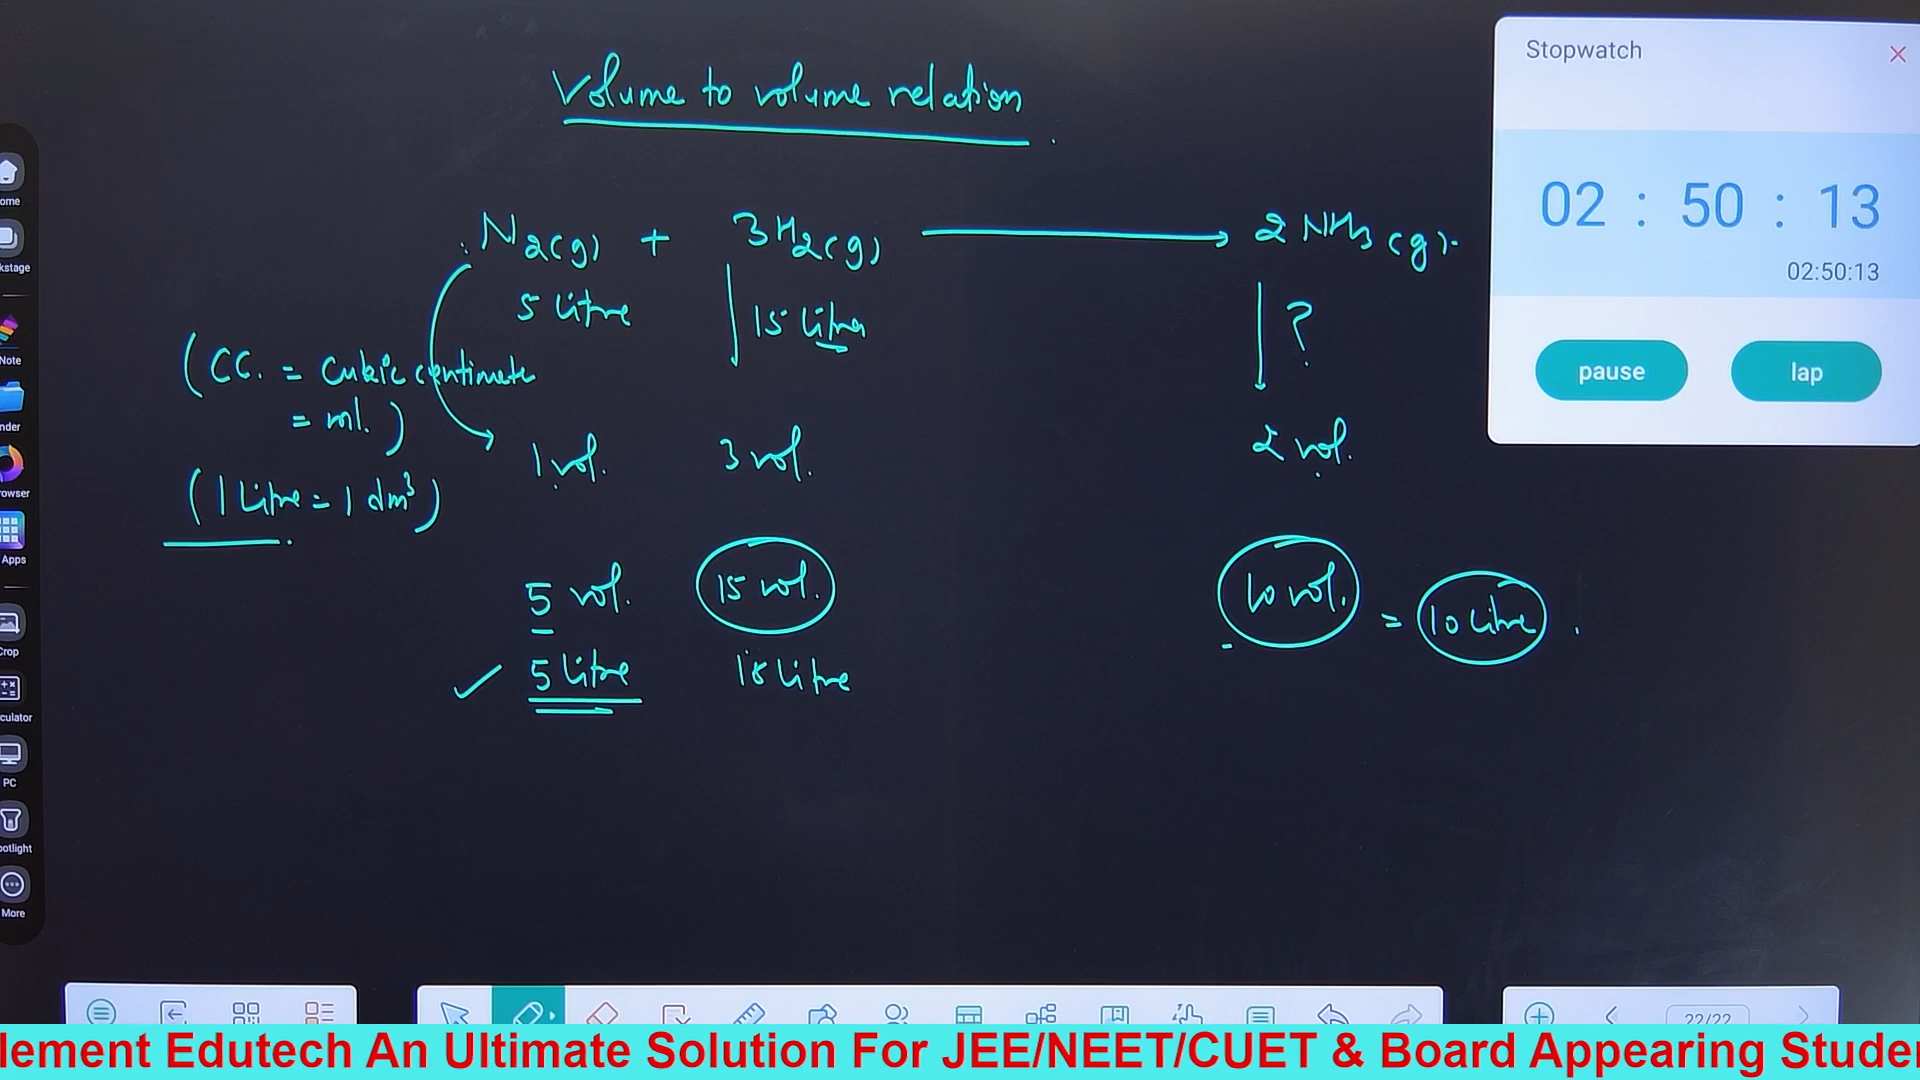 Volume to volume relation
Stopwatch
02 : 50 : 13
02:50:13
pause
lap
N2(g) + 3H2(g) → 2NH3(g).
5 litre
15 litre
?
(CC. = Cubic centimete
= ml.)
1 vol. 3 vol. 2 vol.
(1 Litre = 1 dm³)
5 vol. 15 vol. 10 vol. = 10 litre.
✓ 5 litre 15 litre
ome
kstage
Note
nder
rowser
Apps
Crop
culator
PC
potlight
More
22/22
lement Edutech An Ultimate Solution For JEE/NEET/CUET & Board Appearing Studen